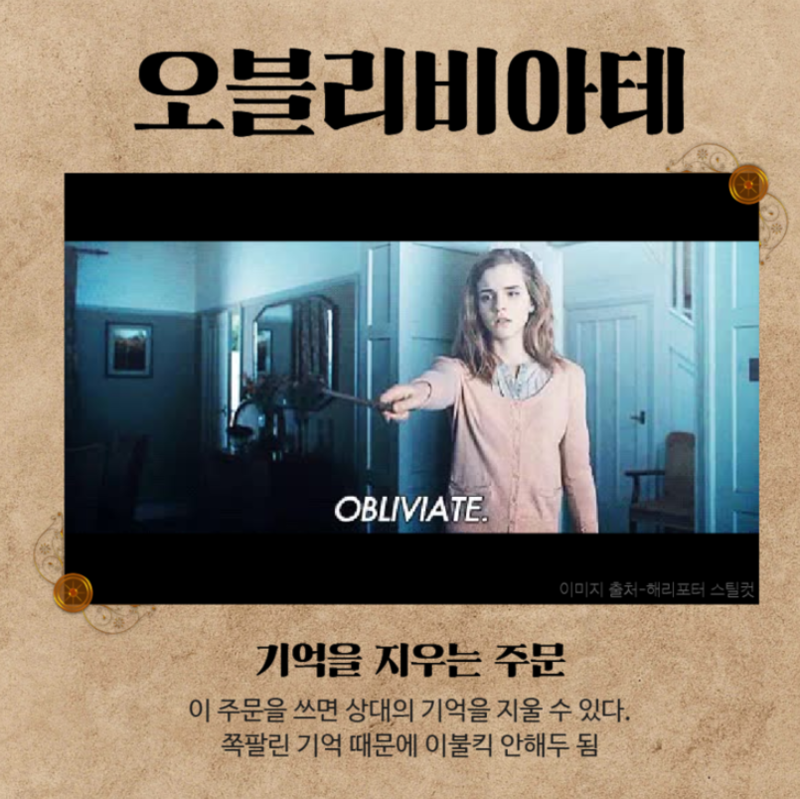 오블리비아테
OBLIVIATE.
이미지 출처-해리포터 스틸컷
기억을 지우는 주문
이 주문을 쓰면 상대의 기억을 지울 수 있다.
쪽팔린 기억 때문에 이불킥 안해두 됨